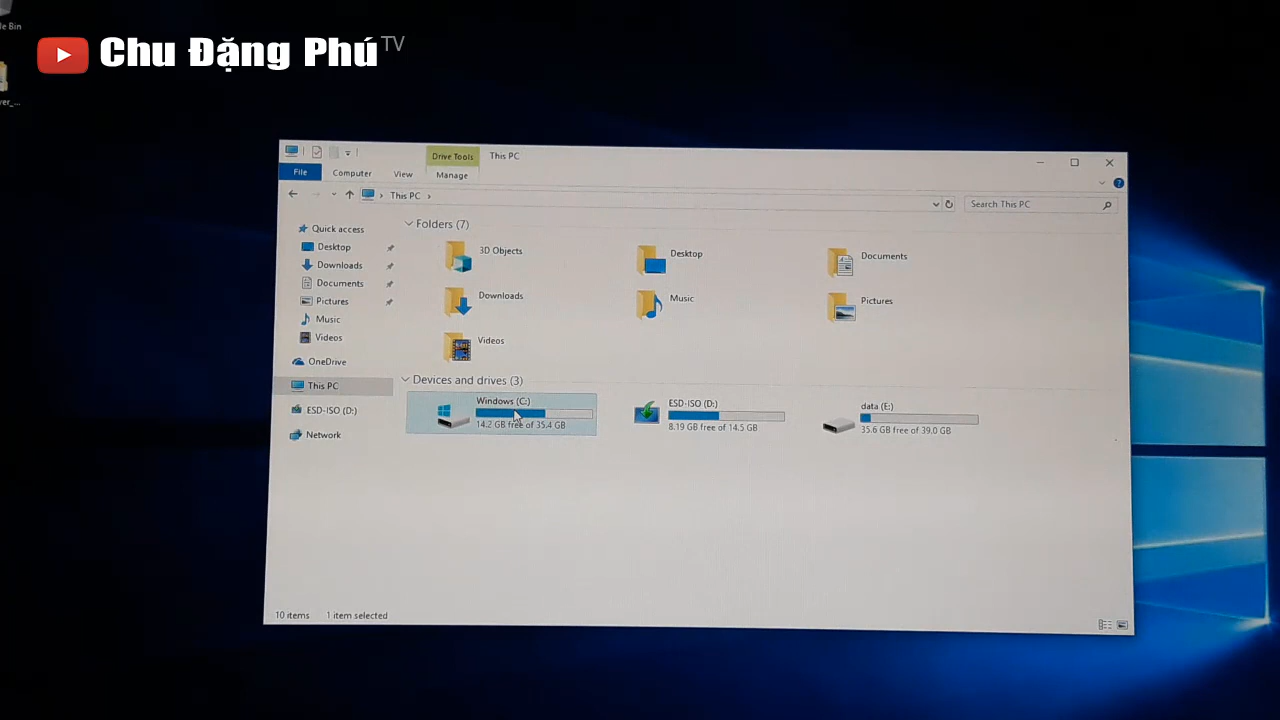 le Bin
Chu Đặng Phú TV
ver_...
Drive Tools
This PC
File
Computer
View
Manage
This PC
Search This PC
Quick access
Desktop
Downloads
Documents
Pictures
Music
Videos
OneDrive
This PC
ESD-ISO (D:)
Network
Folders (7)
3D Objects
Desktop
Documents
Downloads
Music
Pictures
Videos
Devices and drives (3)
Windows (C:)
14.2 GB free of 35.4 GB
ESD-ISO (D:)
8.19 GB free of 14.5 GB
data (E:)
35.6 GB free of 39.0 GB
10 items
1 item selected